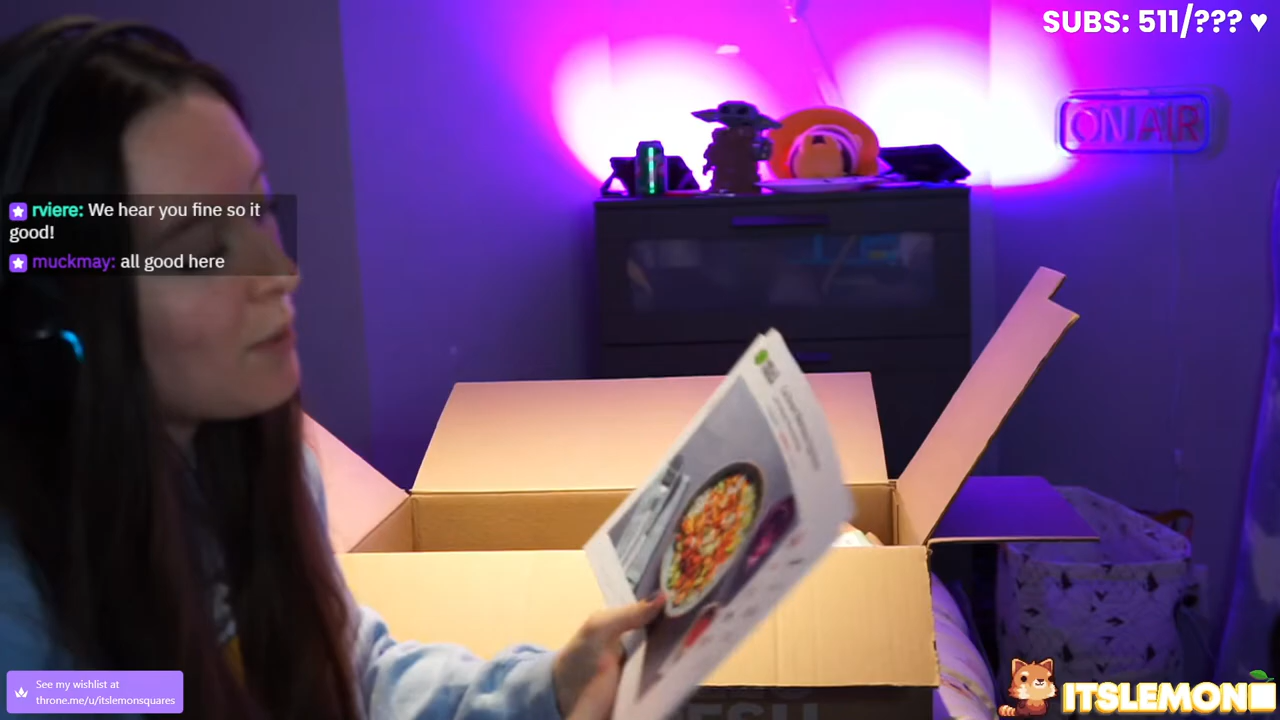 SUBS: 511/??? ♥
ON AIR
rviere: We hear you fine so it
good!
muckmay: all good here
See my wishlist at
throne.me/u/itslemonsquares
ITSLEMON